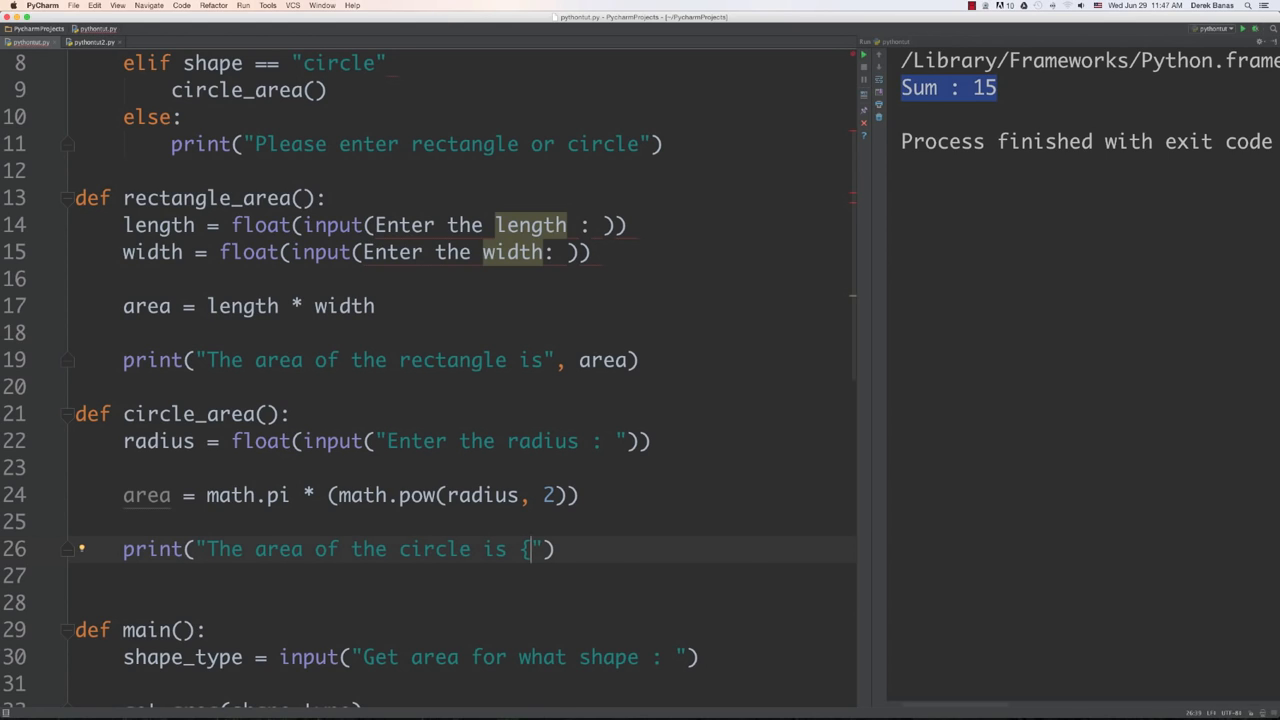 PyCharm File Edit View Navigate Code Refactor Run Tools VCS Window Help 10 Wed Jun 29 11:47 AM Derek Banas
pythontut.py - PycharmProjects - [~/PycharmProjects]
PycharmProjects pythontut.py pythontut
pythontut.py pythontut2.py Run: pythontut
8 elif shape == "circle"
9 circle_area()
10 else:
11 print("Please enter rectangle or circle")
12
13 def rectangle_area():
14 length = float(input(Enter the length : ))
15 width = float(input(Enter the width: ))
16
17 area = length * width
18
19 print("The area of the rectangle is", area)
20
21 def circle_area():
22 radius = float(input("Enter the radius : "))
23
24 area = math.pi * (math.pow(radius, 2))
25
26 print("The area of the circle is {")
27
28
29 def main():
30 shape_type = input("Get area for what shape : ")
31
/Library/Frameworks/Python.frame
Sum : 15
Process finished with exit code
26:39 LF÷ UTF-8÷